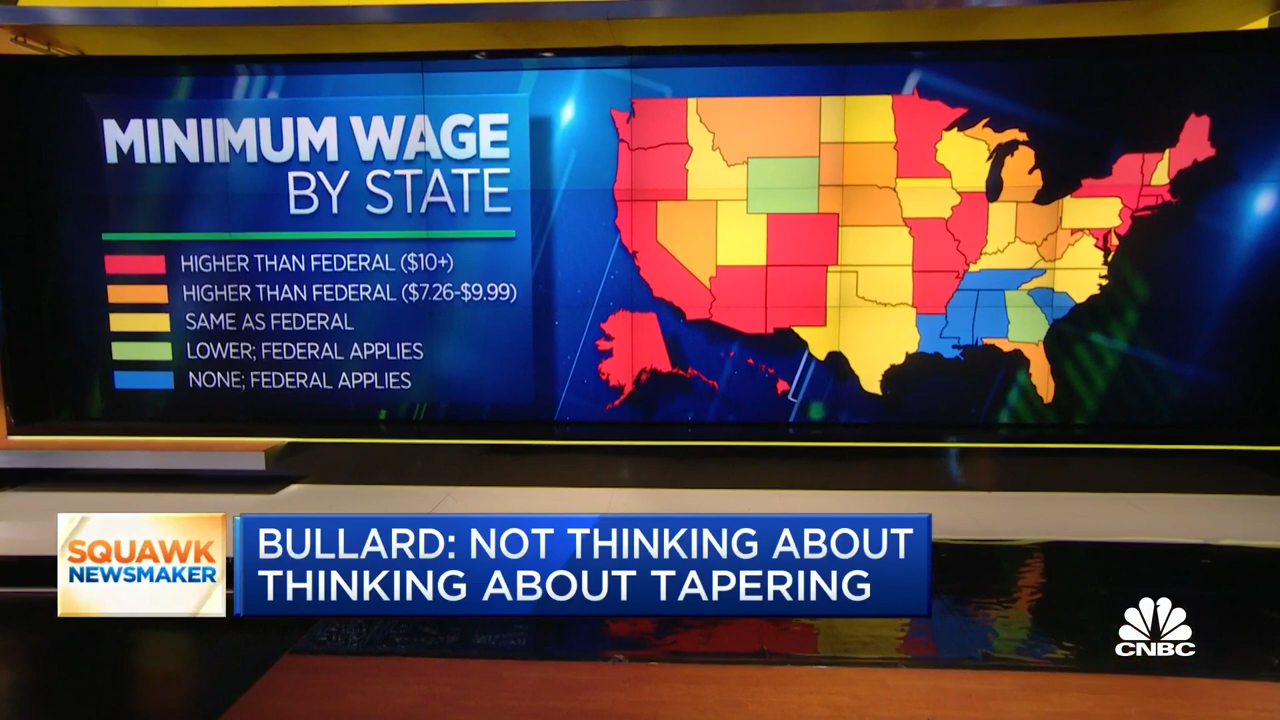 MINIMUM WAGE
BY STATE
HIGHER THAN FEDERAL ($10+)
HIGHER THAN FEDERAL ($7.26-$9.99)
SAME AS FEDERAL
LOWER; FEDERAL APPLIES
NONE; FEDERAL APPLIES
SQUAWK
NEWSMAKER
BULLARD: NOT THINKING ABOUT
THINKING ABOUT TAPERING
CNBC